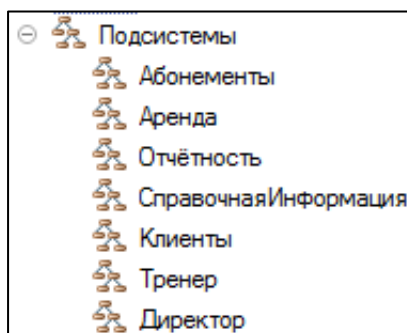 Подсистемы
Абонементы
Аренда
Отчётность
СправочнаяИнформация
Клиенты
Тренер
Директор